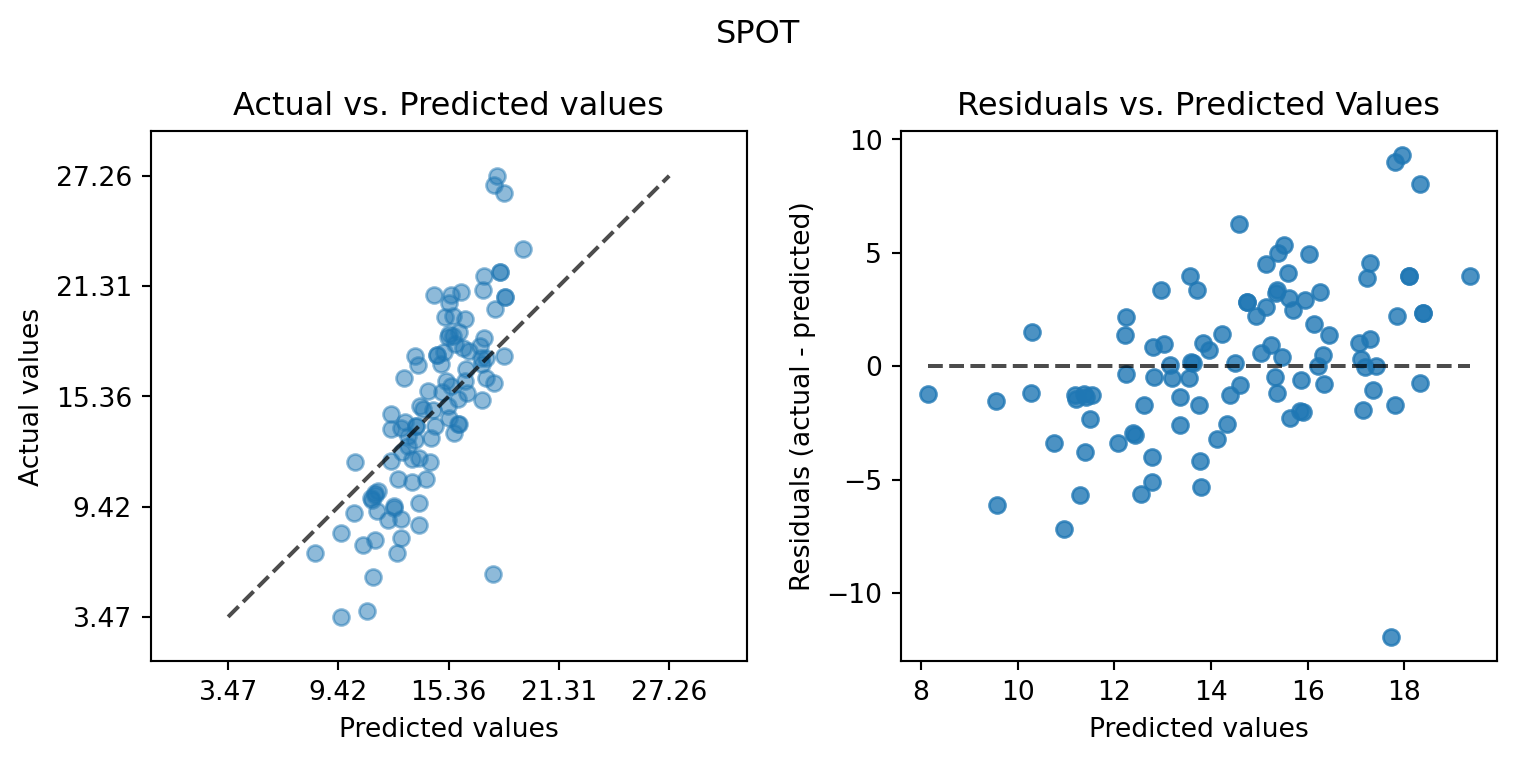 SPOT
Actual vs. Predicted values
27.26
21.31
15.36
9.42
3.47
Actual values
3.47 9.42 15.36 21.31 27.26
Predicted values
Residuals vs. Predicted Values
10
5
0
−5
−10
Residuals (actual - predicted)
8 10 12 14 16 18
Predicted values